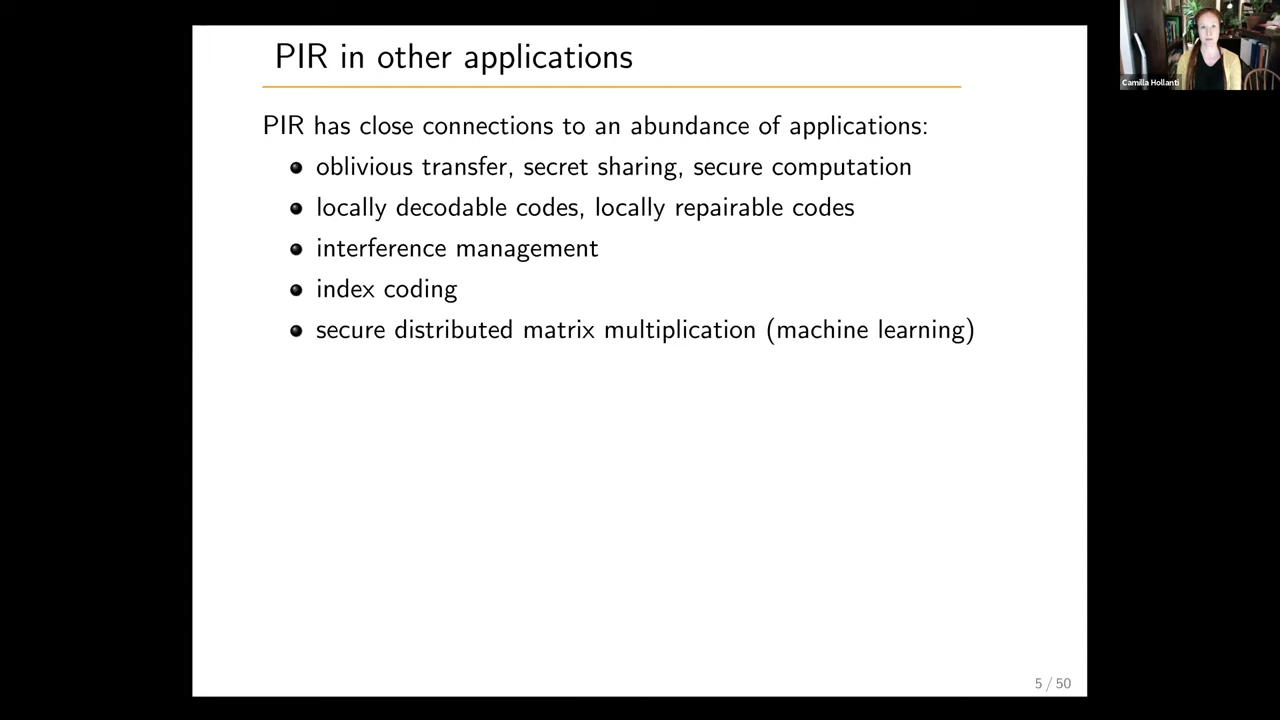 PIR in other applications
Camilla Hollanti
PIR has close connections to an abundance of applications:
oblivious transfer, secret sharing, secure computation
locally decodable codes, locally repairable codes
interference management
index coding
secure distributed matrix multiplication (machine learning)
5 / 50